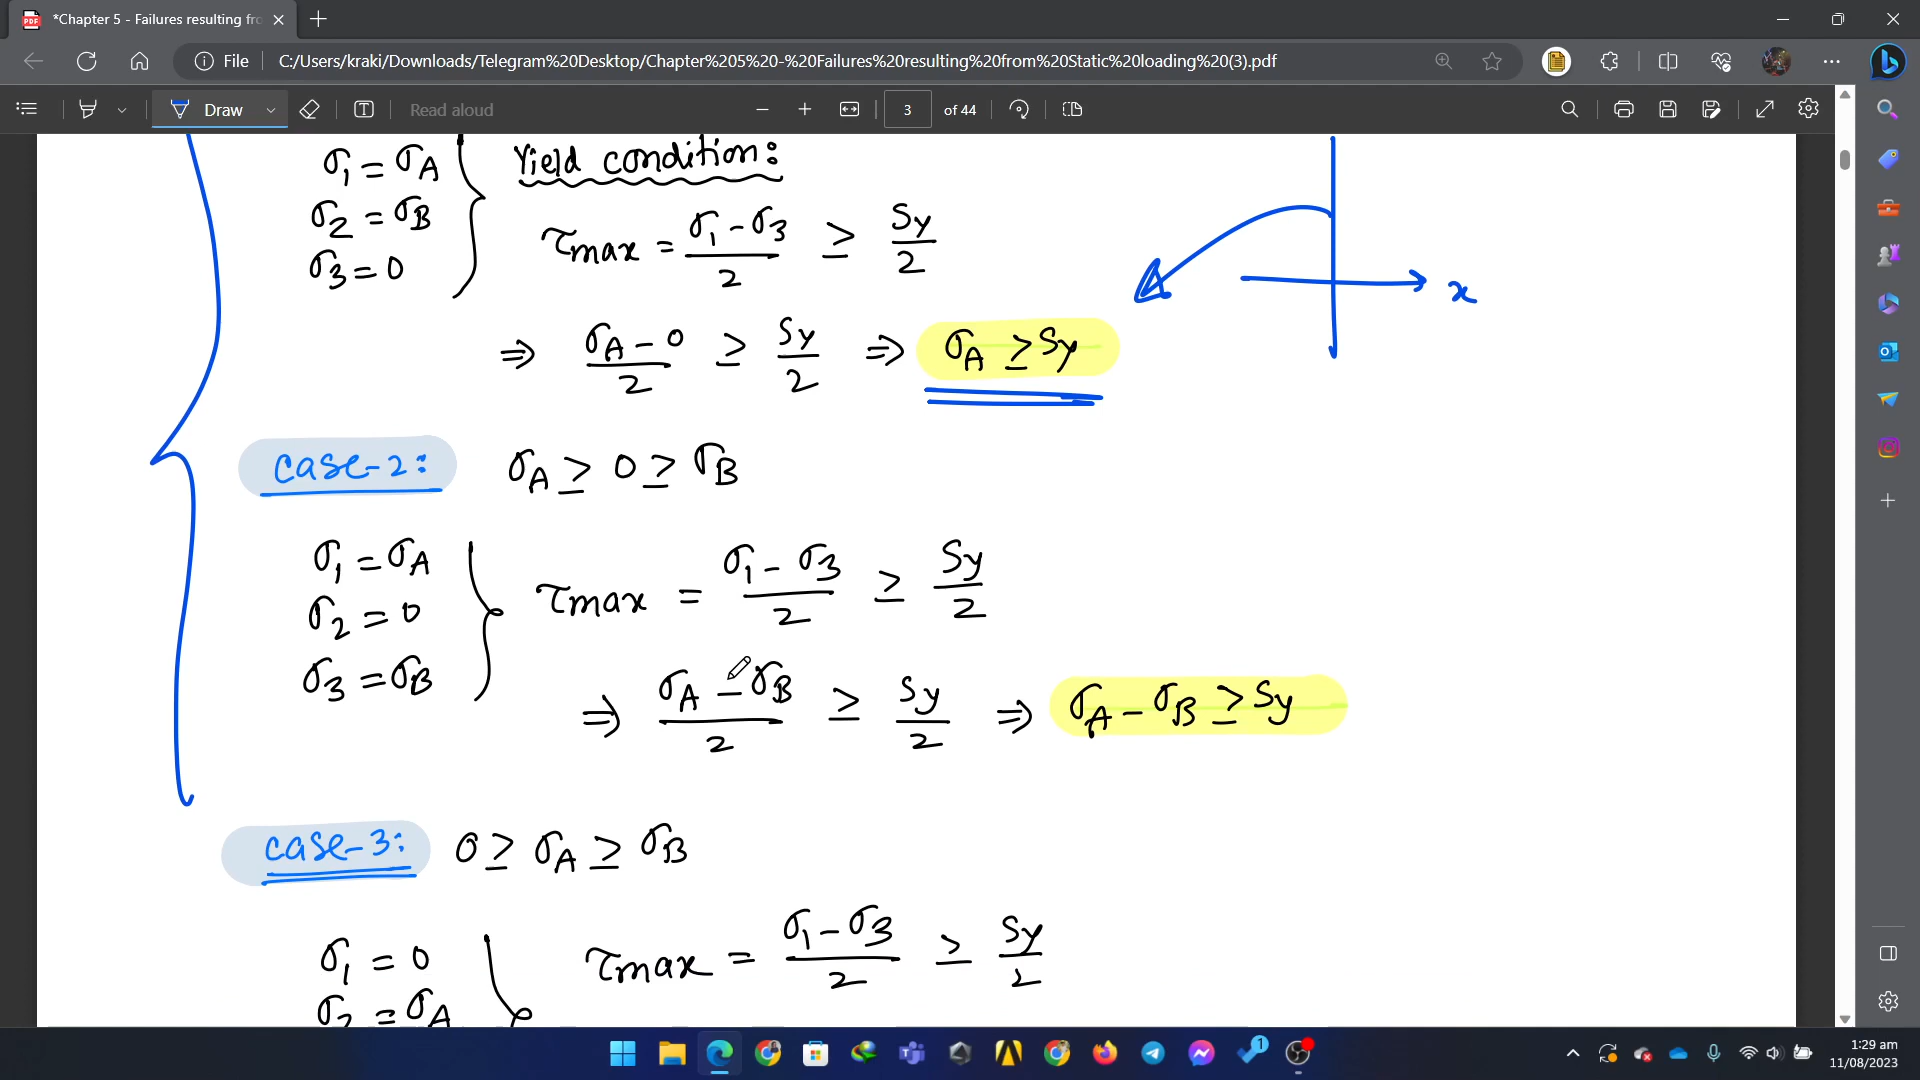 *Chapter 5 - Failures resulting fro
File
C:/Users/kraki/Downloads/Telegram%20Desktop/Chapter%205%20-%20Failures%20resulting%20from%20Static%20loading%20(3).pdf
Draw
Read aloud
3 of 44
σ1 = σA
σ2 = σB
σ3 = 0
Yield condition:
τmax = (σ1 - σ3)/2 ≥ Sy/2
⇒ (σA - 0)/2 ≥ Sy/2 ⇒ σA ≥ Sy
x
case-2: σA ≥ 0 ≥ σB
σ1 = σA
σ2 = 0
σ3 = σB
τmax = (σ1 - σ3)/2 ≥ Sy/2
⇒ (σA - σB)/2 ≥ Sy/2 ⇒ σA - σB ≥ Sy
case-3: 0 ≥ σA ≥ σB
σ1 = 0
σ2 = σA
τmax = (σ1 - σ3)/2 ≥ Sy/2
1
1:29 am
11/08/2023